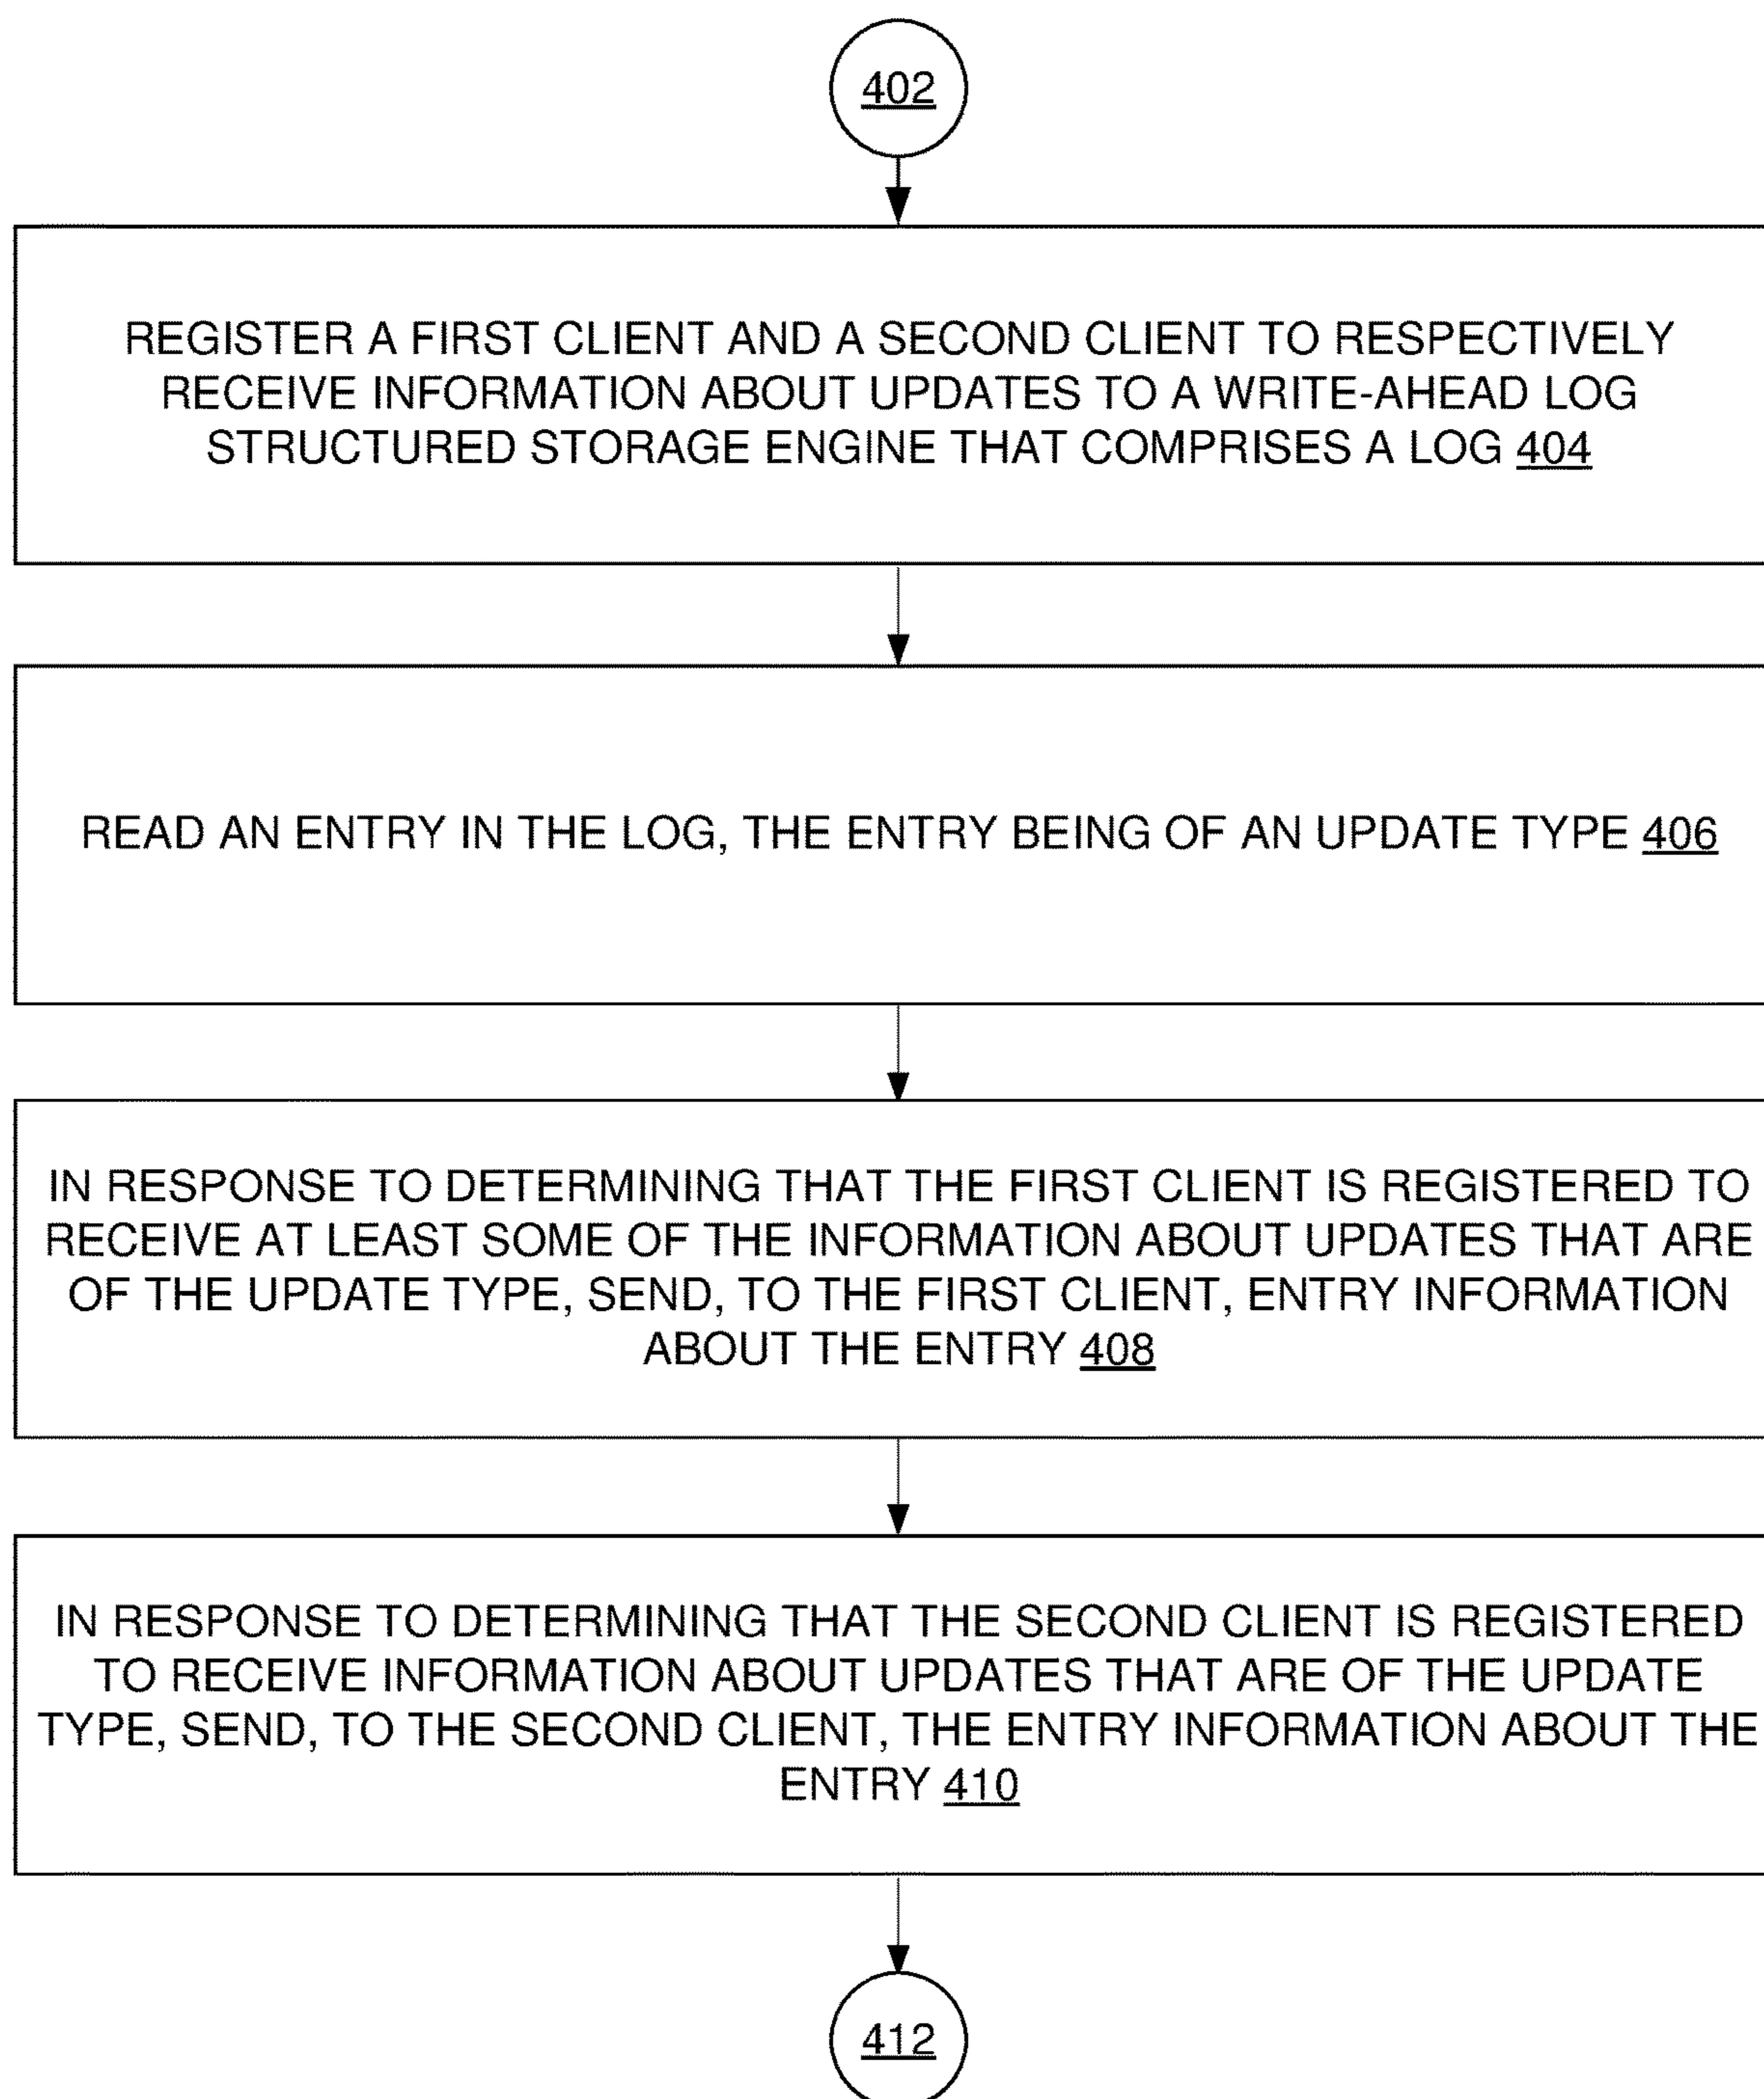 402
REGISTER A FIRST CLIENT AND A SECOND CLIENT TO RESPECTIVELY
RECEIVE INFORMATION ABOUT UPDATES TO A WRITE-AHEAD LOG
STRUCTURED STORAGE ENGINE THAT COMPRISES A LOG 404
READ AN ENTRY IN THE LOG, THE ENTRY BEING OF AN UPDATE TYPE 406
IN RESPONSE TO DETERMINING THAT THE FIRST CLIENT IS REGISTERED TO
RECEIVE AT LEAST SOME OF THE INFORMATION ABOUT UPDATES THAT ARE
OF THE UPDATE TYPE, SEND, TO THE FIRST CLIENT, ENTRY INFORMATION
ABOUT THE ENTRY 408
IN RESPONSE TO DETERMINING THAT THE SECOND CLIENT IS REGISTERED
TO RECEIVE INFORMATION ABOUT UPDATES THAT ARE OF THE UPDATE
TYPE, SEND, TO THE SECOND CLIENT, THE ENTRY INFORMATION ABOUT THE
ENTRY 410
412